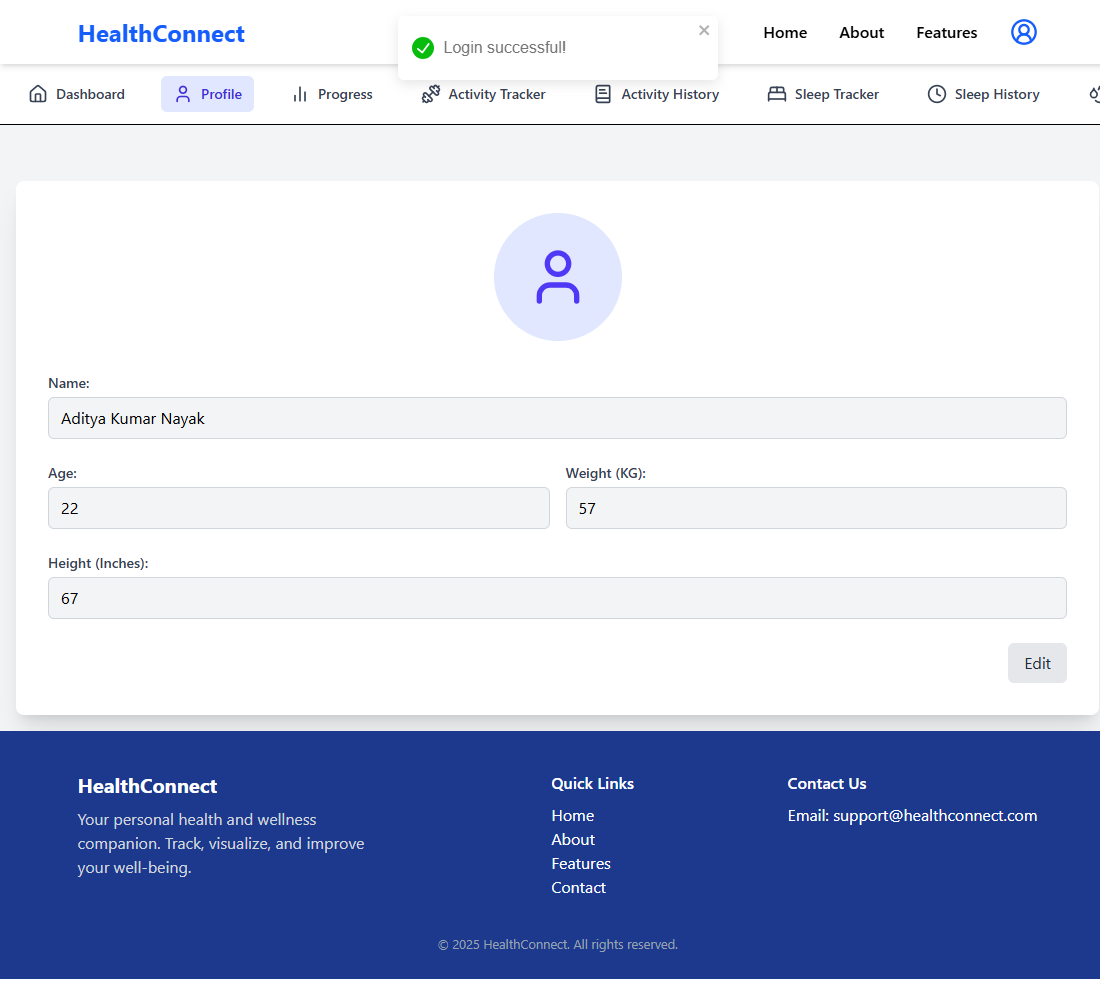 HealthConnect
Login successful!
Home About Features
Dashboard Profile Progress Activity Tracker Activity History Sleep Tracker Sleep History
Name:
Aditya Kumar Nayak
Age: Weight (KG):
22 57
Height (Inches):
67
Edit
HealthConnect Quick Links Contact Us
Your personal health and wellness Home Email: support@healthconnect.com
companion. Track, visualize, and improve About
your well-being. Features
Contact
© 2025 HealthConnect. All rights reserved.